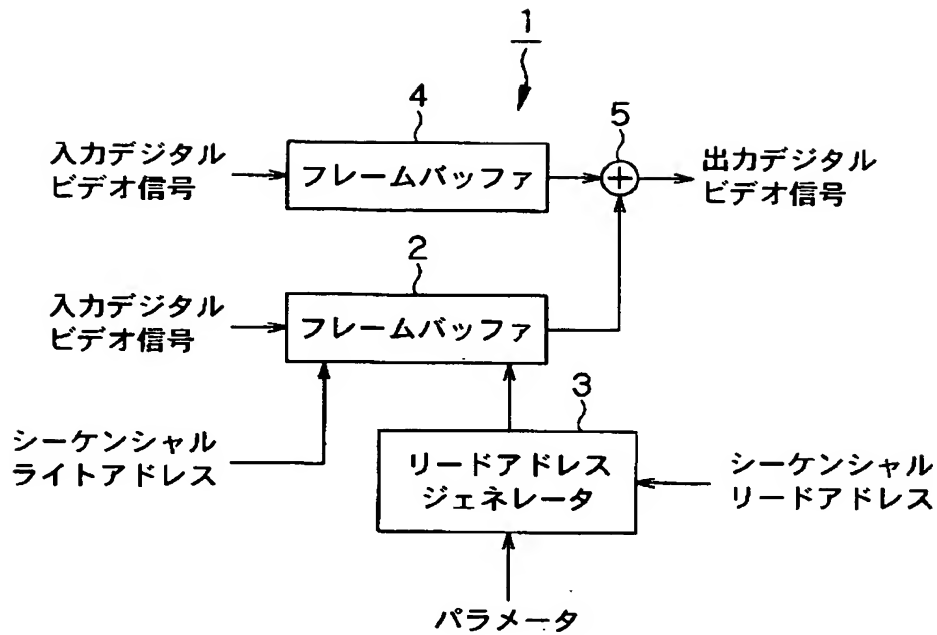 1
4
5
入力デジタル
ビデオ信号
フレームバッファ
出力デジタル
ビデオ信号
2
入力デジタル
ビデオ信号
フレームバッファ
3
シーケンシャル
ライトアドレス
リードアドレス
ジェネレータ
シーケンシャル
リードアドレス
パラメータ